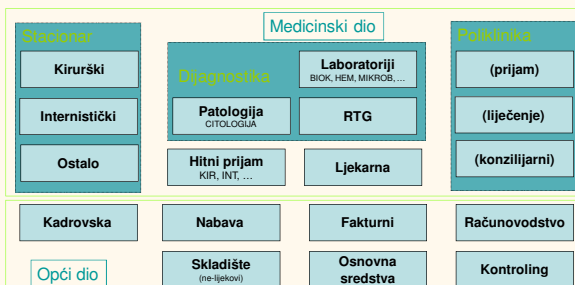 Medicinski dio
Stacionar
Kirurški
Internistički
Ostalo
Dijagnostika
Laboratoriji
BIOK, HEM, MIKROB, ...
Patologija
CITOLOGIJA
RTG
Hitni prijam
KIR, INT, ...
Ljekarna
Poliklinika
(prijam)
(liječenje)
(konzilijarni)
Kadrovska
Nabava
Fakturni
Računovodstvo
Opći dio
Skladište
(ne-lijekovi)
Osnovna
sredstva
Kontroling